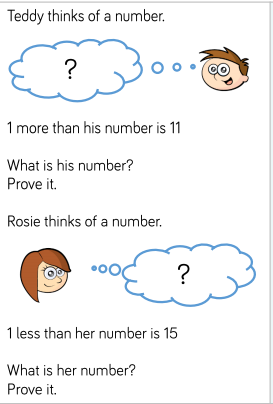 Teddy thinks of a number.
?
1 more than his number is 11
What is his number?
Prove it.
Rosie thinks of a number.
?
1 less than her number is 15
What is her number?
Prove it.